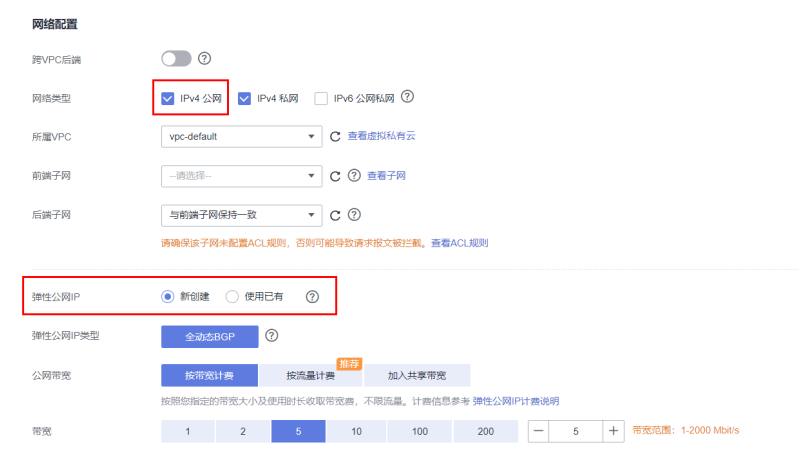 网络配置
跨VPC后端
网络类型 IPv4 公网 IPv4 私网 IPv6 公网私网
所属VPC vpc-default 查看虚拟私有云
前端子网 --请选择-- 查看子网
后端子网 与前端子网保持一致
请确保该子网未配置ACL规则，否则可能导致请求报文被拦截。查看ACL规则
弹性公网IP 新创建 使用已有
弹性公网IP类型 全动态BGP
推荐
公网带宽 按带宽计费 按流量计费 加入共享带宽
按照您指定的带宽大小及使用时长收取带宽费，不限流量。计费信息参考 弹性公网IP计费说明
带宽 1 2 5 10 100 200 — 5 + 带宽范围：1-2000 Mbit/s